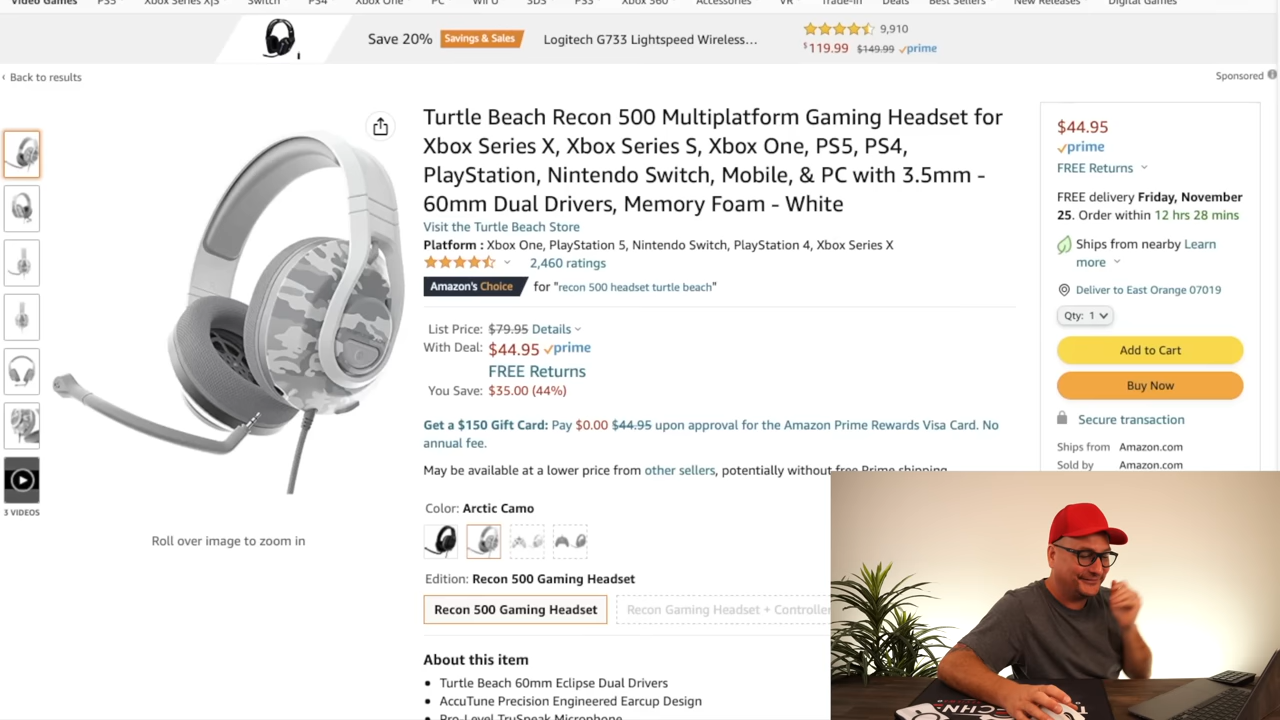 Video Games PS5 Xbox Series X|S Switch PS4 Xbox One PC Wii U 3DS PS3 Xbox 360 Accessories VR Trade-In Deals Best Sellers New Releases Digital Games
Save 20% Savings & Sales Logitech G733 Lightspeed Wireless... 9,910
$119.99 $149.99 prime
‹ Back to results
Sponsored
Turtle Beach Recon 500 Multiplatform Gaming Headset for
Xbox Series X, Xbox Series S, Xbox One, PS5, PS4,
PlayStation, Nintendo Switch, Mobile, & PC with 3.5mm -
60mm Dual Drivers, Memory Foam - White
Visit the Turtle Beach Store
Platform : Xbox One, PlayStation 5, Nintendo Switch, PlayStation 4, Xbox Series X
2,460 ratings
Amazon's Choice for "recon 500 headset turtle beach"
List Price: $79.95 Details
With Deal: $44.95 prime
FREE Returns
You Save: $35.00 (44%)
Get a $150 Gift Card: Pay $0.00 $44.95 upon approval for the Amazon Prime Rewards Visa Card. No
annual fee.
May be available at a lower price from other sellers, potentially without free Prime shipping.
Color: Arctic Camo
Edition: Recon 500 Gaming Headset
Recon 500 Gaming Headset Recon Gaming Headset + Controller
About this item
• Turtle Beach 60mm Eclipse Dual Drivers
• AccuTune Precision Engineered Earcup Design
• Pro-Level TruSpeak Microphone
3 VIDEOS
Roll over image to zoom in
$44.95
prime
FREE Returns
FREE delivery Friday, November
25. Order within 12 hrs 28 mins
Ships from nearby Learn
more
Deliver to East Orange 07019
Qty: 1
Add to Cart
Buy Now
Secure transaction
Ships from Amazon.com
Sold by Amazon.com